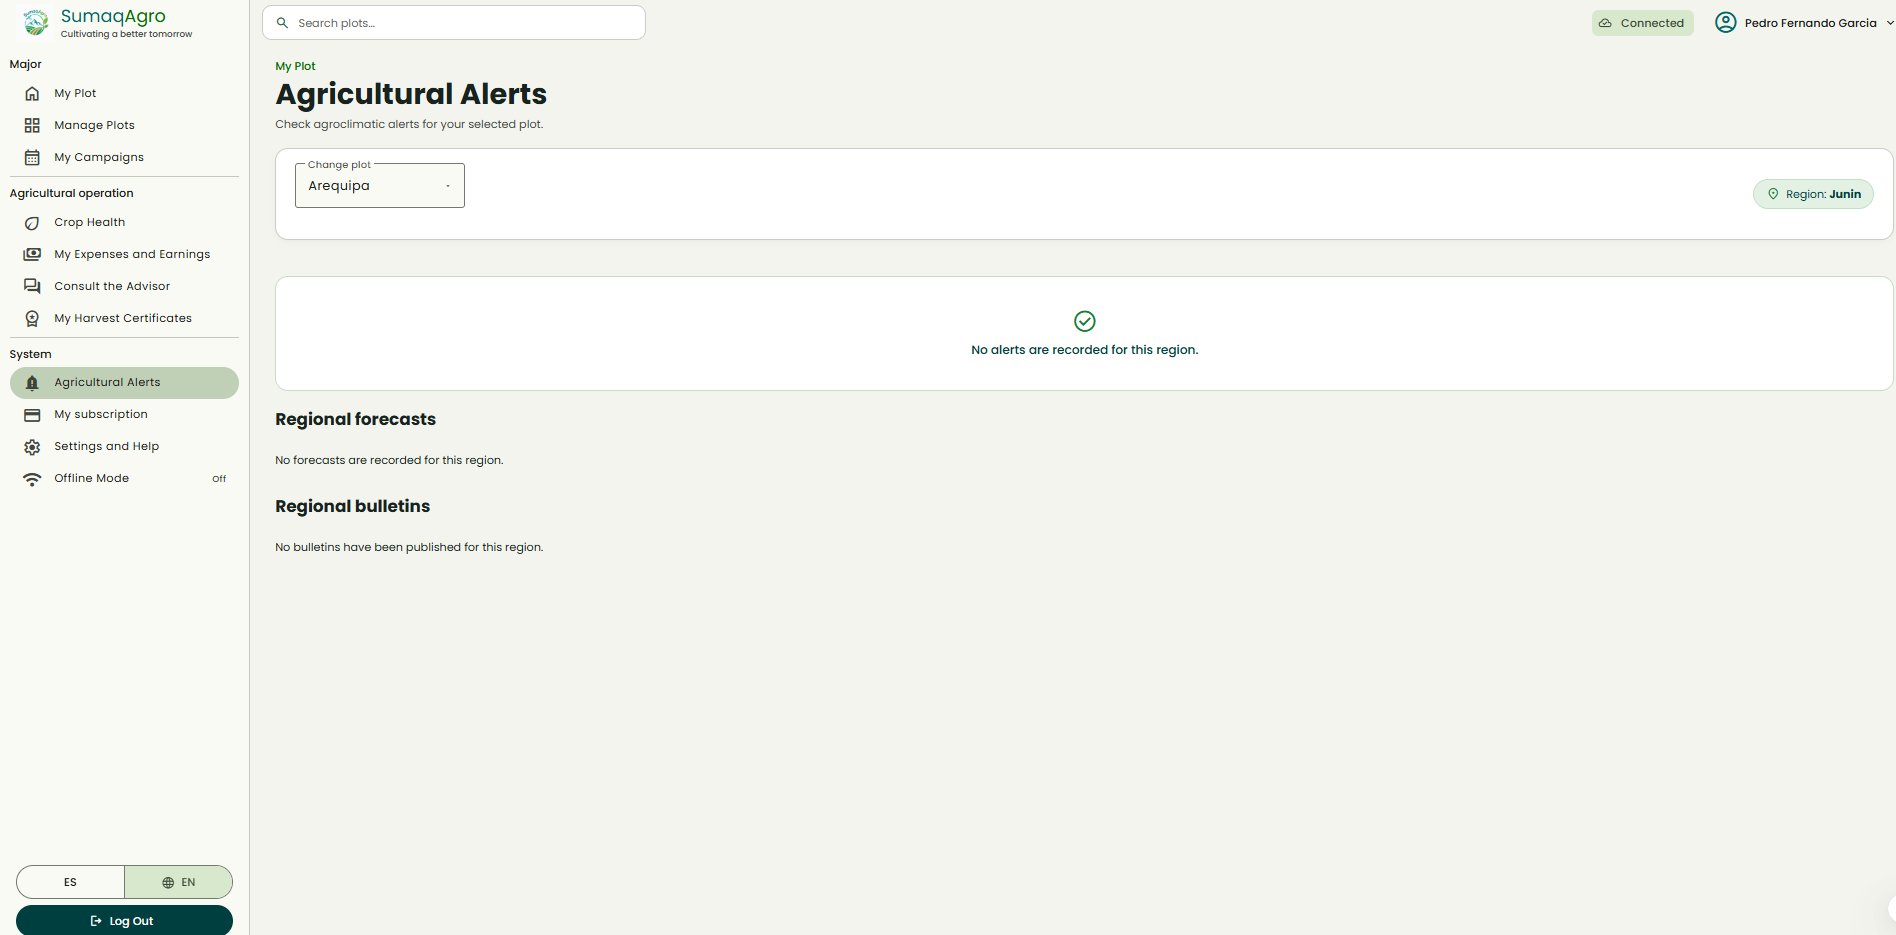 SumaqAgro
Cultivating a better tomorrow
Major
My Plot
Manage Plots
My Campaigns
Agricultural operation
Crop Health
My Expenses and Earnings
Consult the Advisor
My Harvest Certificates
System
Agricultural Alerts
My subscription
Settings and Help
Offline Mode Off
ES EN
Log Out
Search plots...
Connected
Pedro Fernando Garcia
My Plot
Agricultural Alerts
Check agroclimatic alerts for your selected plot.
Change plot
Arequipa
Region: Junin
No alerts are recorded for this region.
Regional forecasts
No forecasts are recorded for this region.
Regional bulletins
No bulletins have been published for this region.